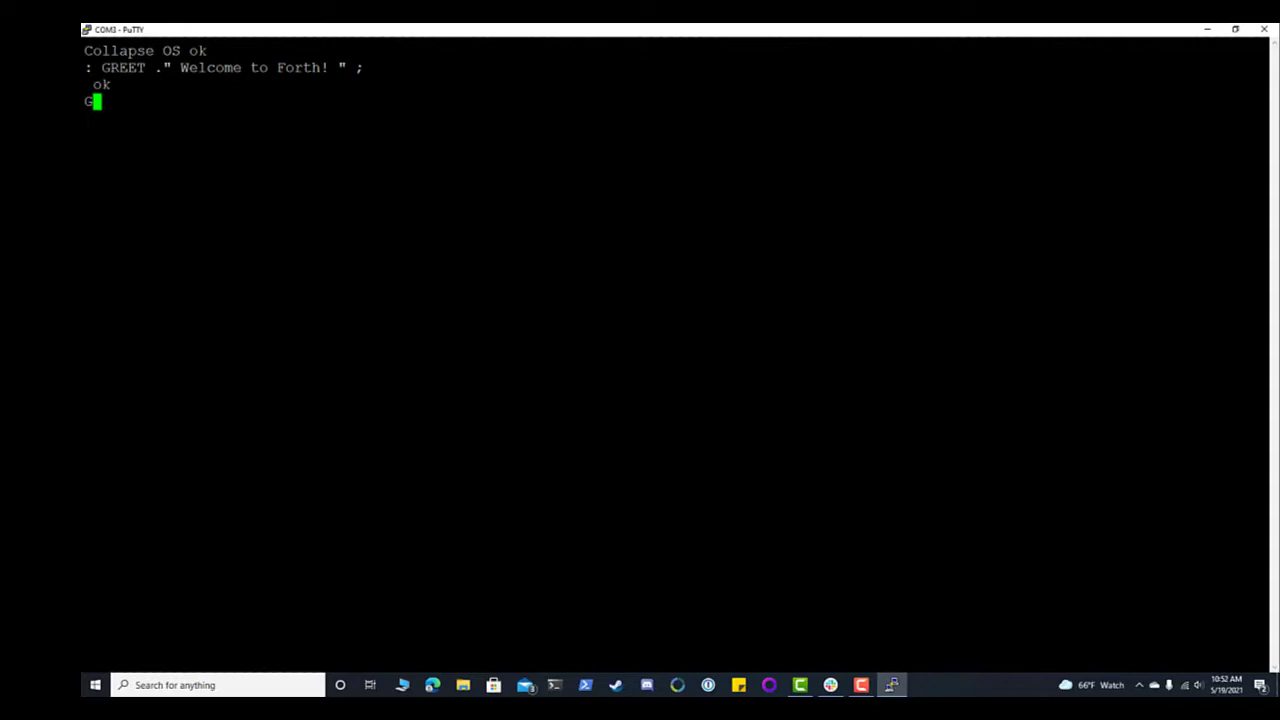 COM3 - PuTTY
Collapse OS ok
: GREET ." Welcome to Forth! " ;
ok
G
Search for anything
66°F Watch
10:52 AM
5/19/2021